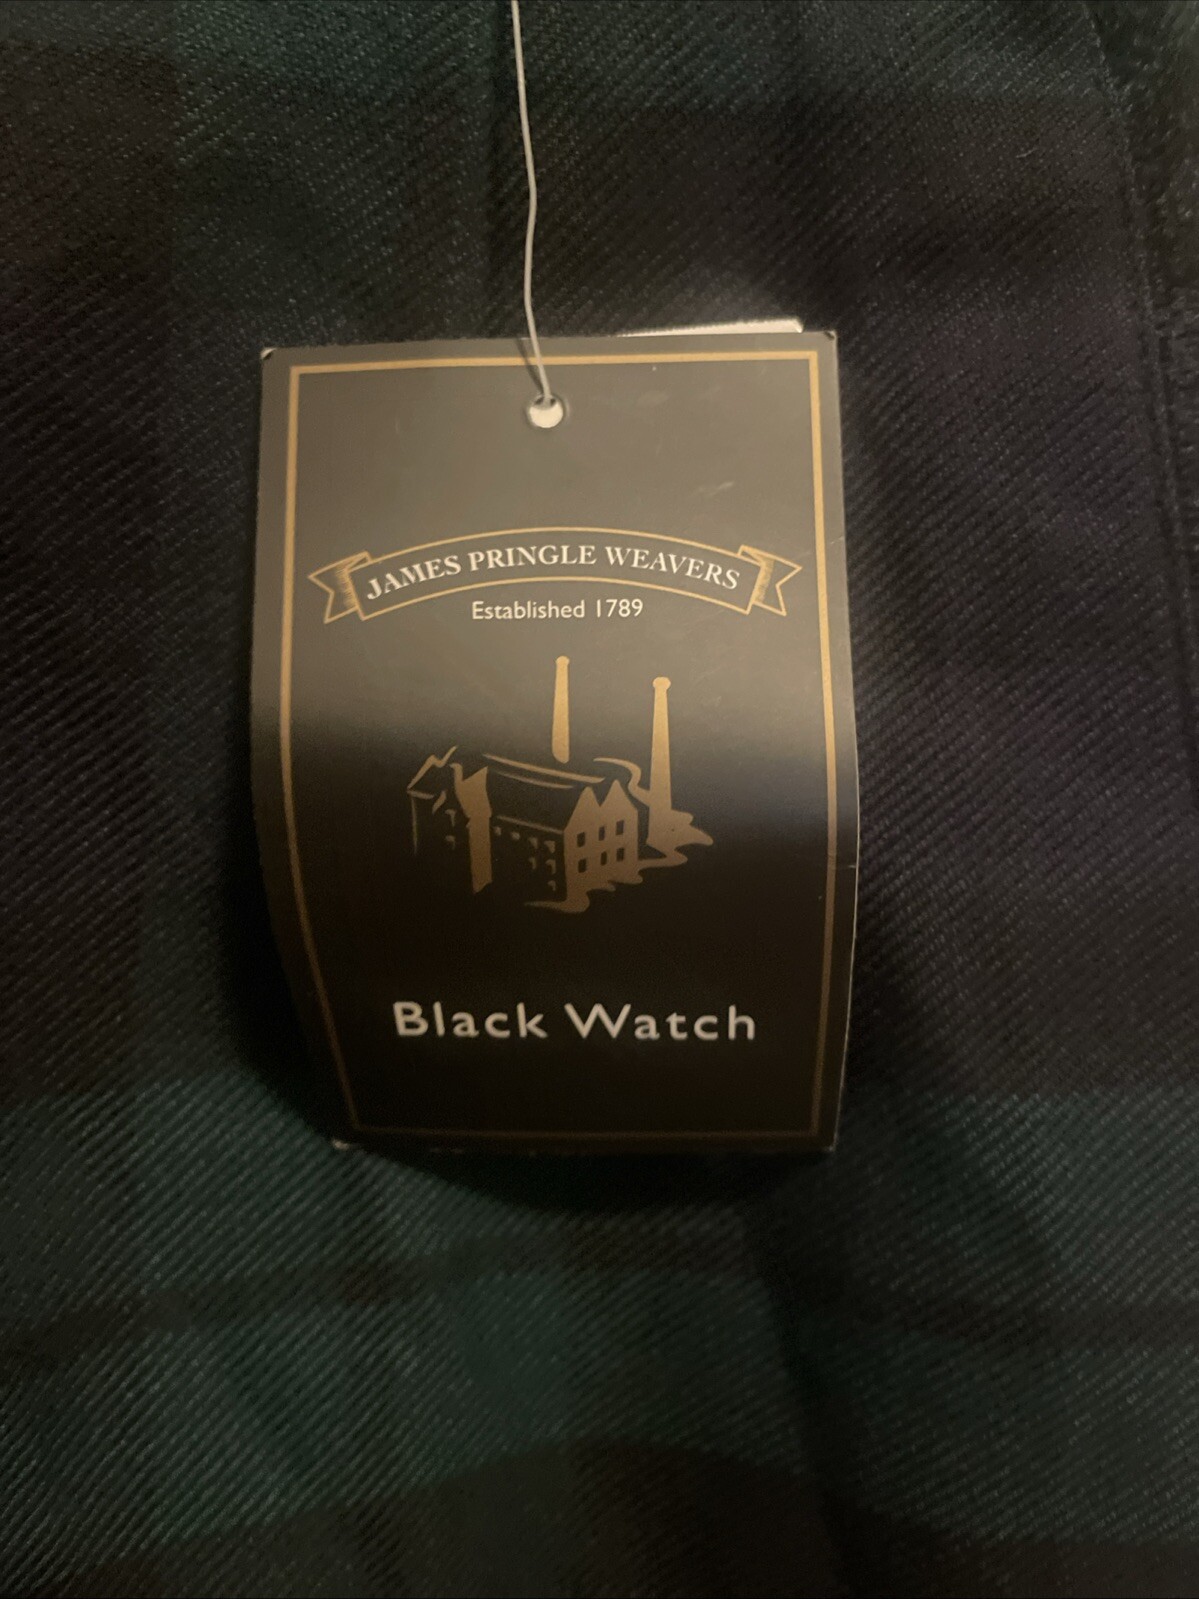 JAMES PRINGLE WEAVERS
Established 1789
Black Watch